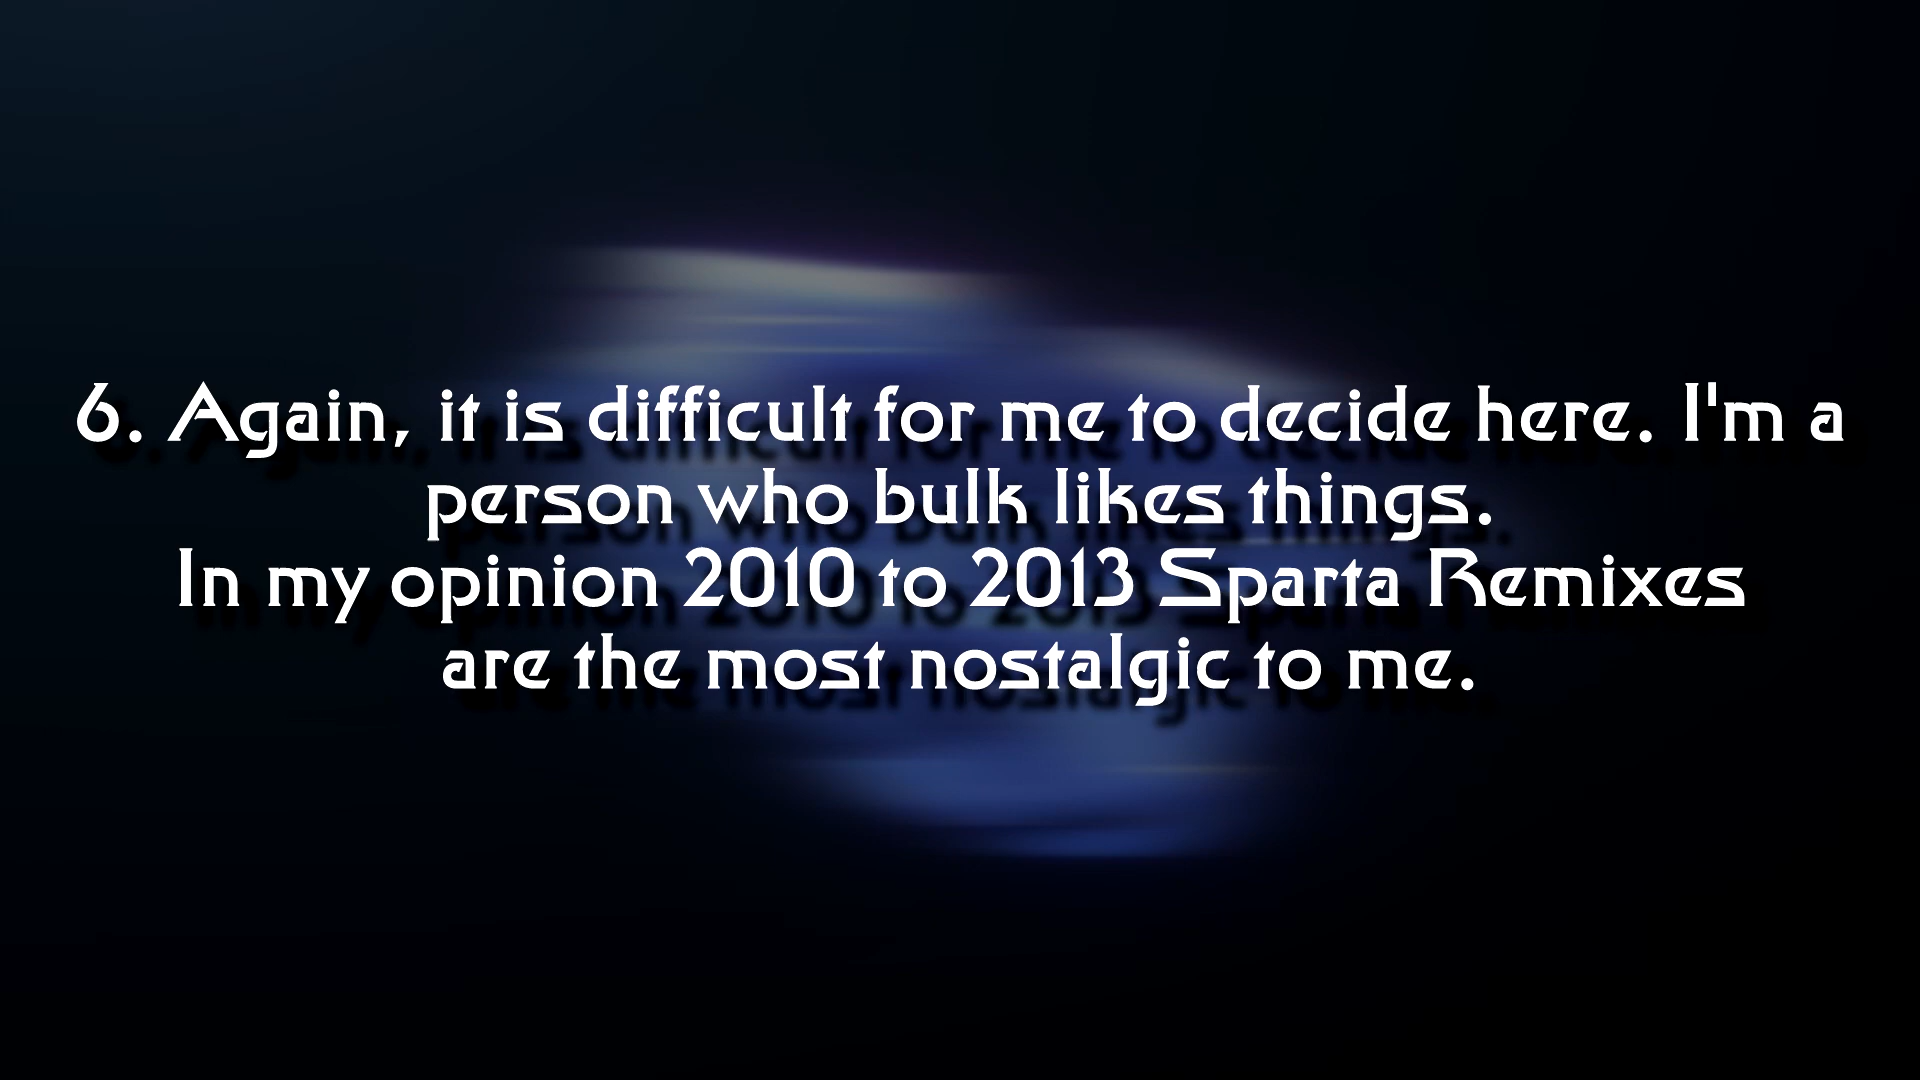 6. Again, it is difficult for me to decide here. I'm a
person who bulk likes things.
In my opinion 2010 to 2013 Sparta Remixes
are the most nostalgic to me.